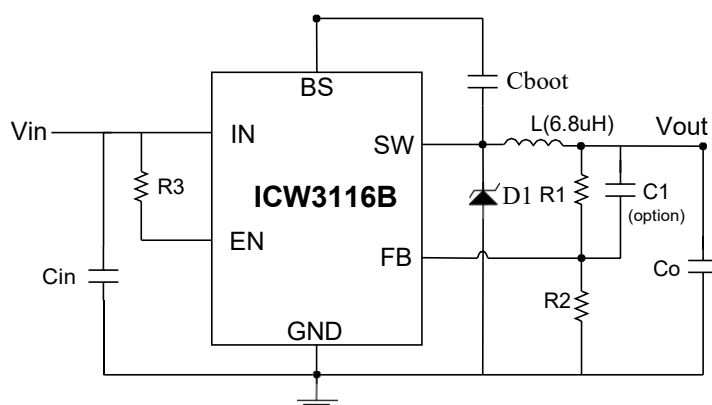 BS
Cboot
Vin
IN
SW
L(6.8uH)
Vout
R3
ICW3116B
D1
R1
C1
(option)
EN
FB
Cin
Co
R2
GND